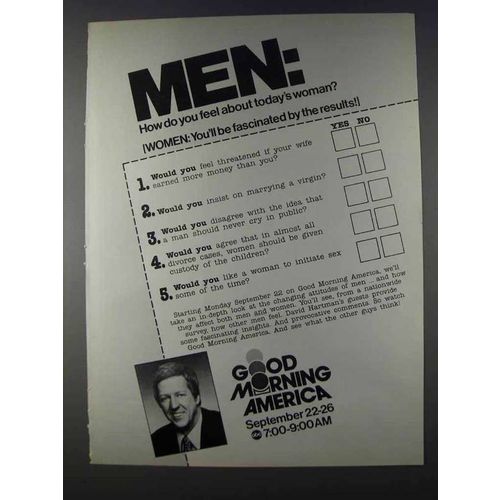 MEN:
How do you feel about today's woman?
[WOMEN: You'll be fascinated by the results!]
YES NO
1. Would you feel threatened if your wife
earned more money than you?
2. Would you insist on marrying a virgin?
3. Would you disagree with the idea that
a man should never cry in public?
4. Would you agree that in almost all
divorce cases, women should be given
custody of the children?
5. Would you like a woman to initiate sex
some of the time?
Starting Monday September 22 on Good Morning America, we'll
take an in-depth look at the changing attitudes of men ... and how
they affect both men and women. You'll see, from a nationwide
survey, how other men feel. David Hartman's guests provide
some fascinating insights. And provocative comments. So watch
Good Morning America. And see what the other guys think!
GOOD
MORNING
AMERICA
September 22-26
abc 7:00-9:00AM